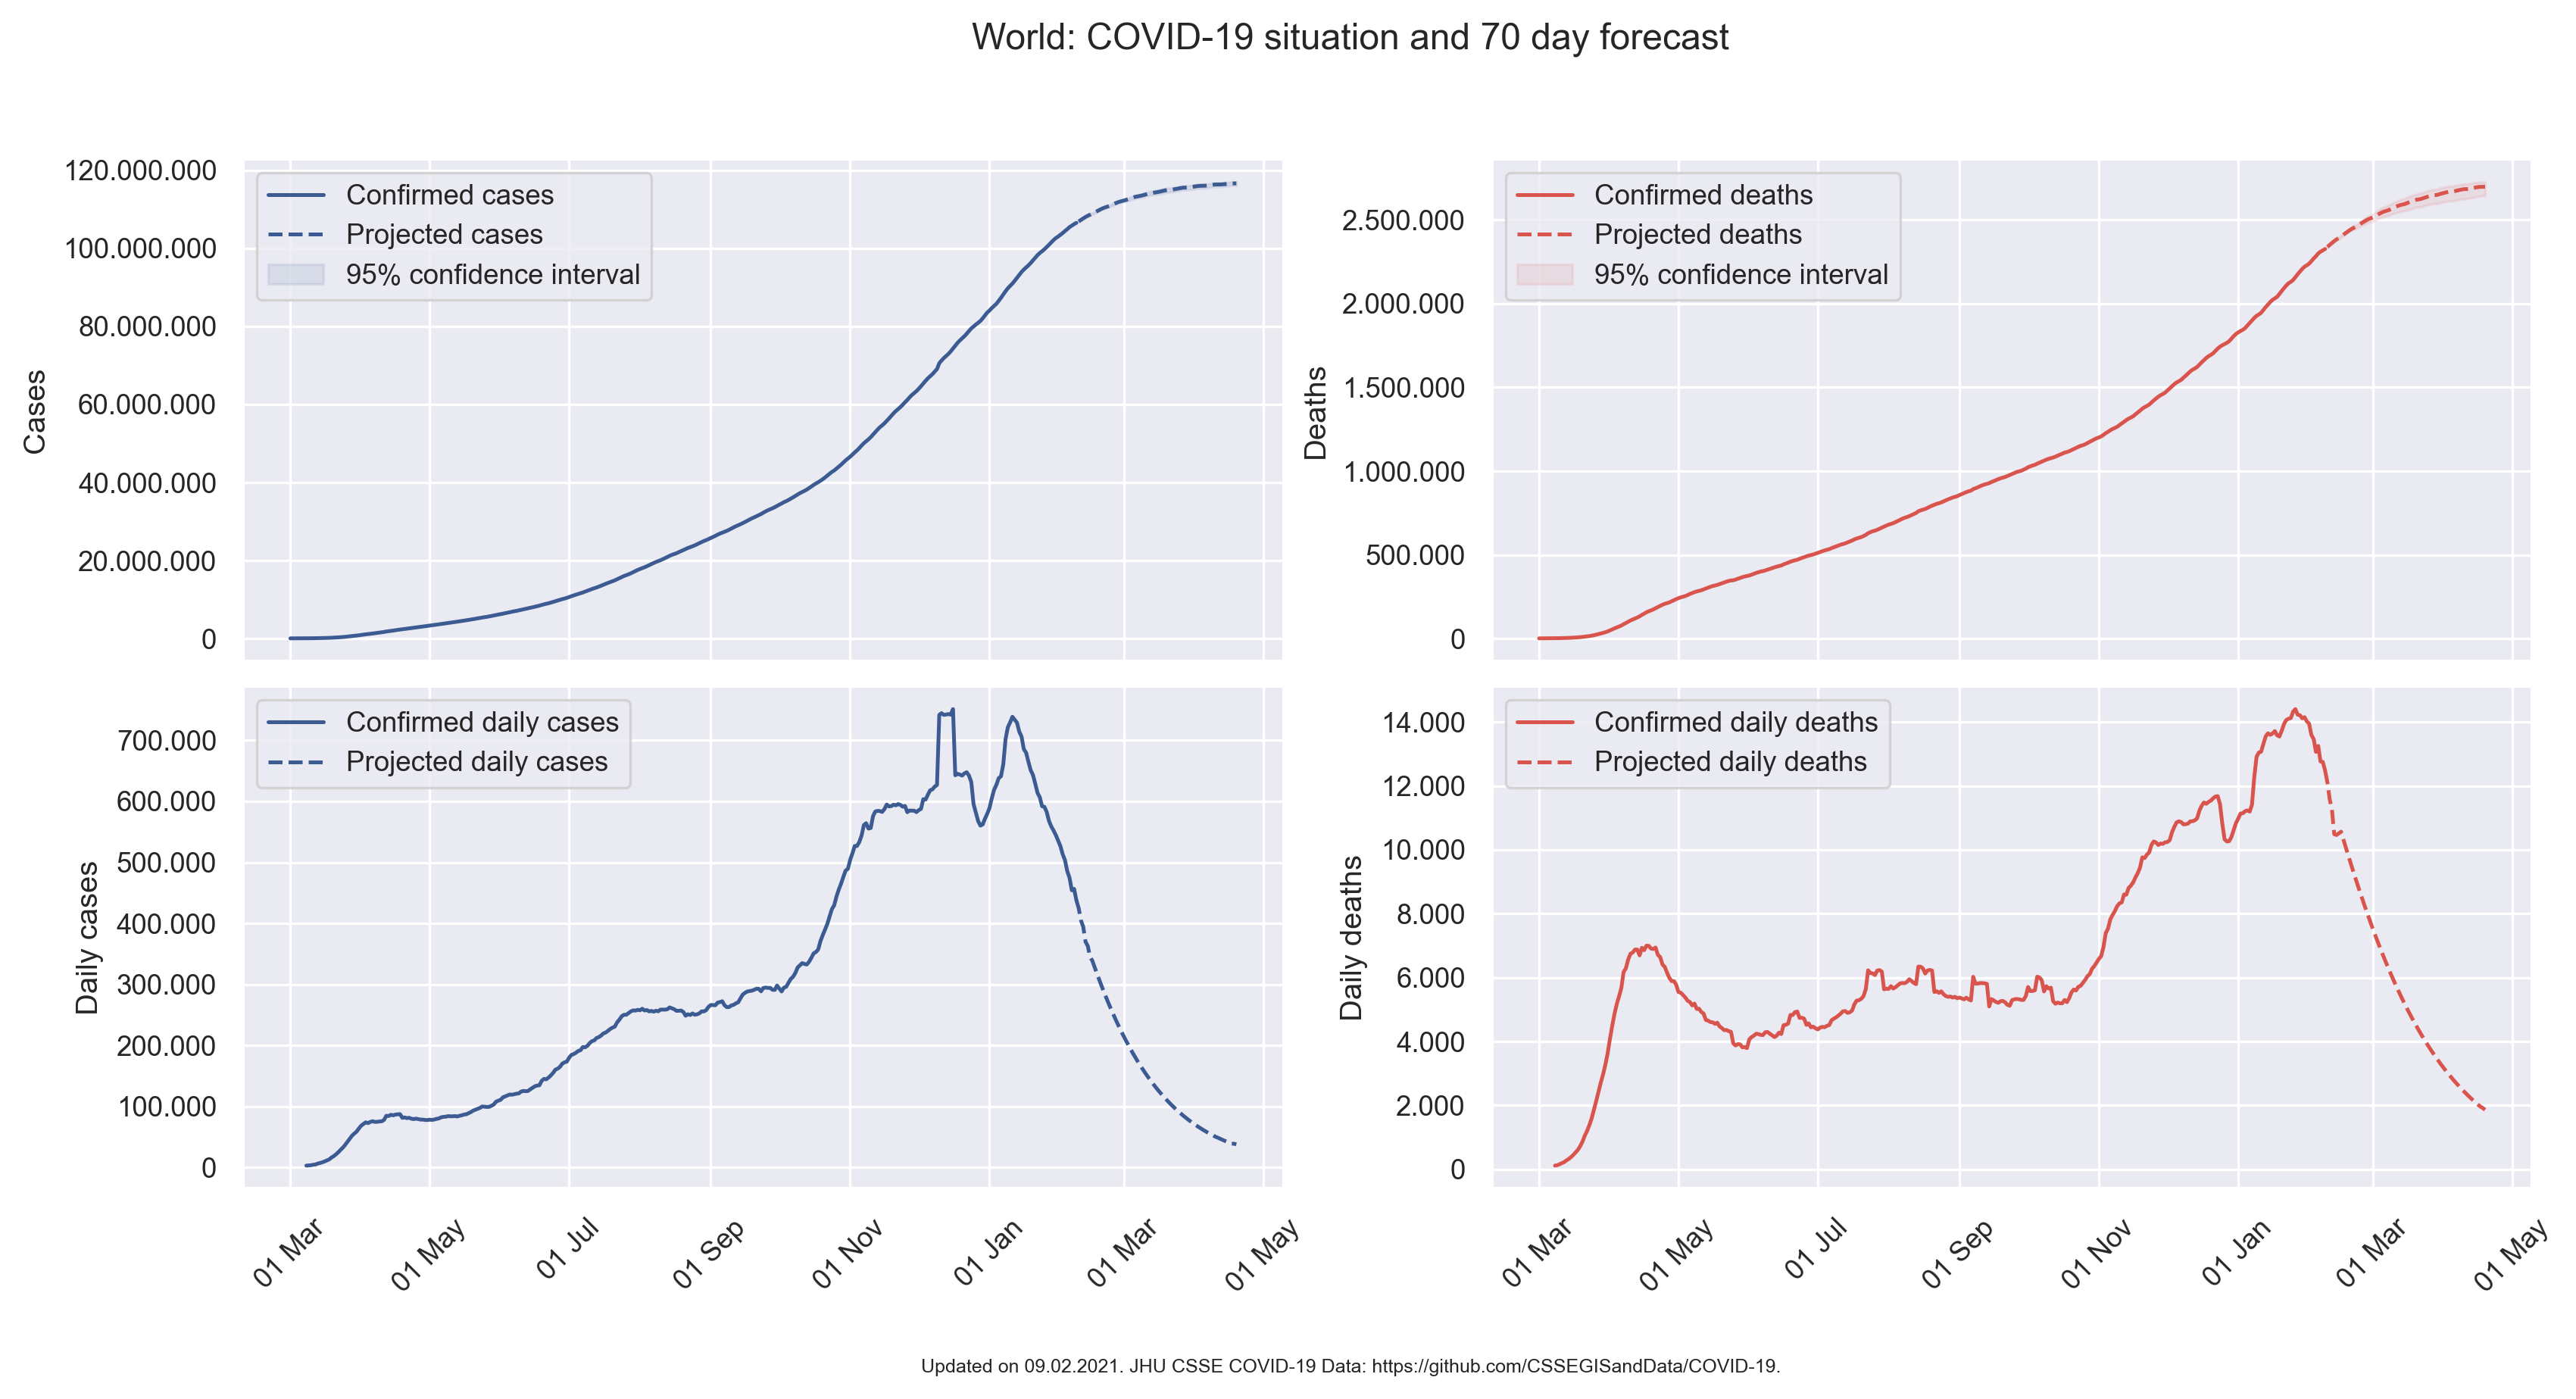 World: COVID-19 situation and 70 day forecast
Cases
120.000.000
100.000.000
80.000.000
60.000.000
40.000.000
20.000.000
0
Confirmed cases
Projected cases
95% confidence interval
Deaths
2.500.000
2.000.000
1.500.000
1.000.000
500.000
0
Confirmed deaths
Projected deaths
95% confidence interval
Daily cases
700.000
600.000
500.000
400.000
300.000
200.000
100.000
0
Confirmed daily cases
Projected daily cases
01 Mar
01 May
01 Jul
01 Sep
01 Nov
01 Jan
01 Mar
01 May
Daily deaths
14.000
12.000
10.000
8.000
6.000
4.000
2.000
0
Confirmed daily deaths
Projected daily deaths
01 Mar
01 May
01 Jul
01 Sep
01 Nov
01 Jan
01 Mar
01 May
Updated on 09.02.2021. JHU CSSE COVID-19 Data: https://github.com/CSSEGISandData/COVID-19.